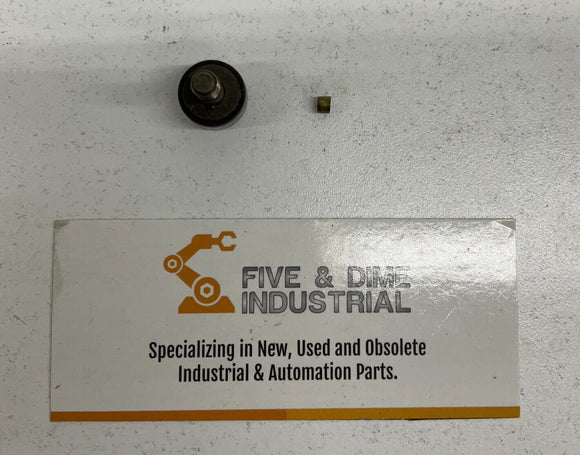 FIVE & DIME
INDUSTRIAL
Specializing in New, Used and Obsolete
Industrial & Automation Parts.